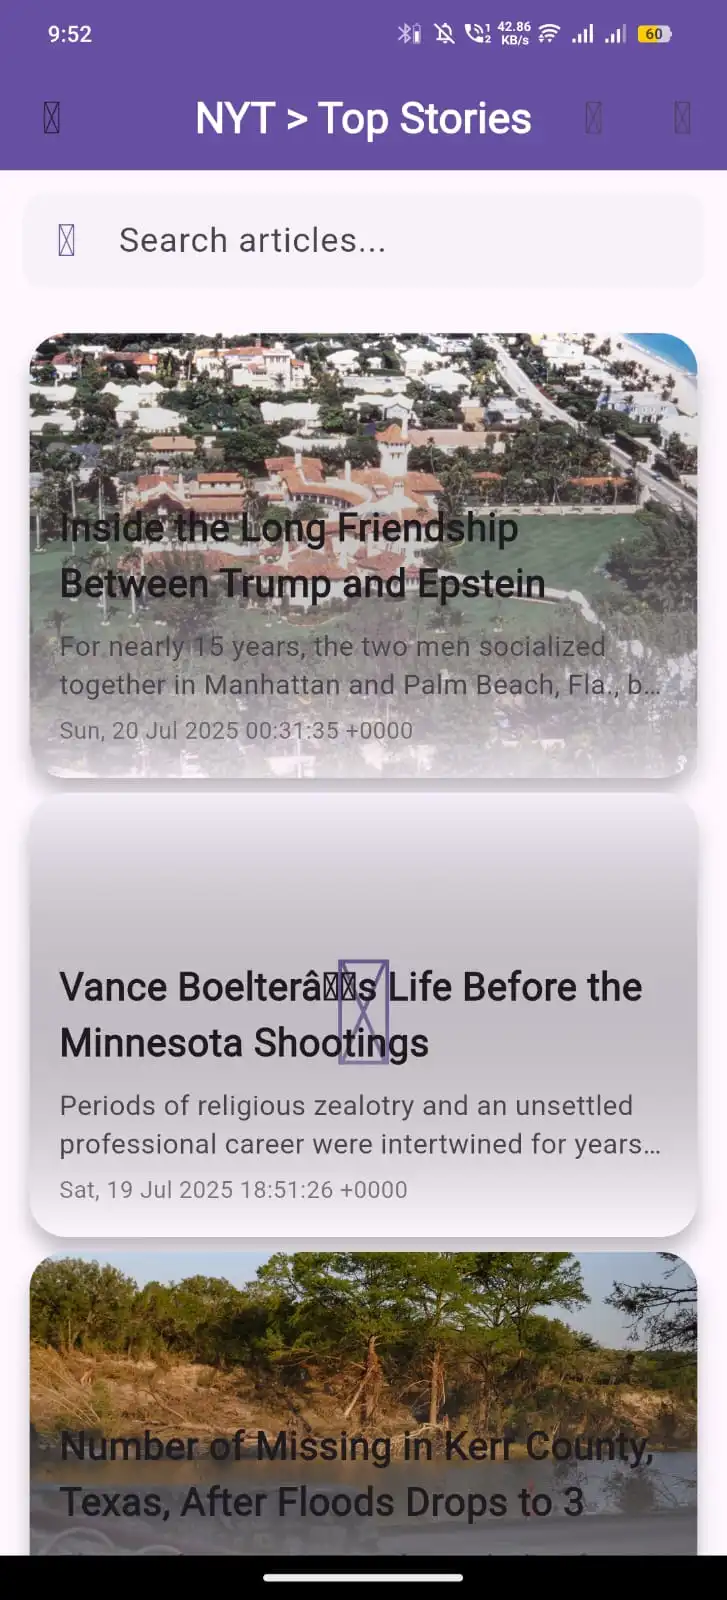 9:52
42.86
KB/s
60
NYT > Top Stories
Search articles...
Inside the Long Friendship
Between Trump and Epstein
For nearly 15 years, the two men socialized
together in Manhattan and Palm Beach, Fla., b...
Sun, 20 Jul 2025 00:31:35 +0000
Vance Boelterâ□□s Life Before the
Minnesota Shootings
Periods of religious zealotry and an unsettled
professional career were intertwined for years...
Sat, 19 Jul 2025 18:51:26 +0000
Number of Missing in Kerr County,
Texas, After Floods Drops to 3